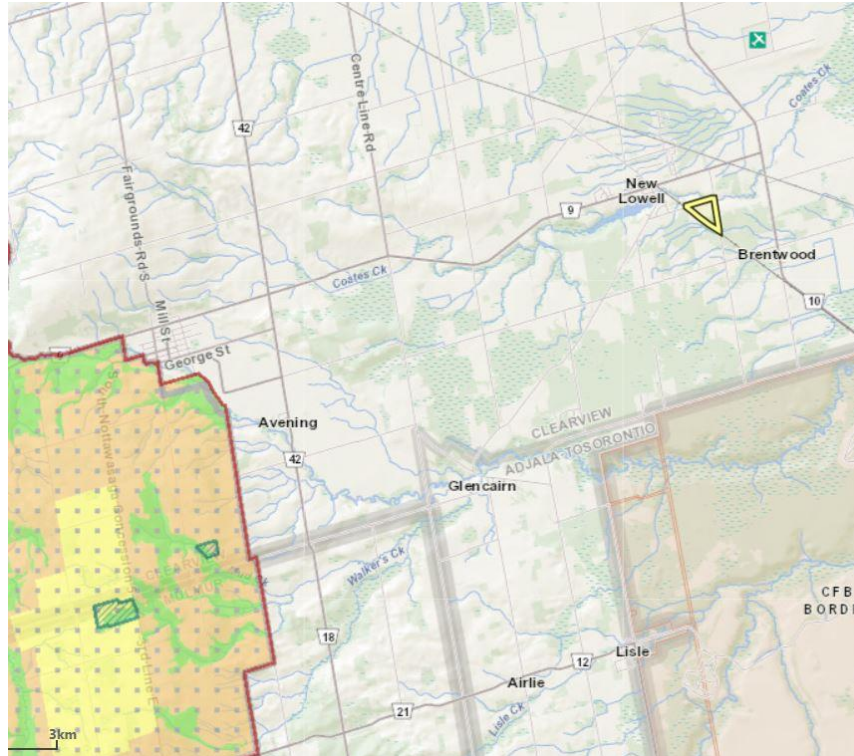 42
Centre Line Rd
Coates Ck
Fairgrounds Rd S
New
Lowell
9
Brentwood
Coates Ck
10
Mill St
George St
Avening
42
CLEARVIEW
ADJALA-TOSORONTIO
Glencairn
Walker's Ck
CLEARVIEW
CFB
18
Lisle
12
Airlie
21
Lisle Ck
3km